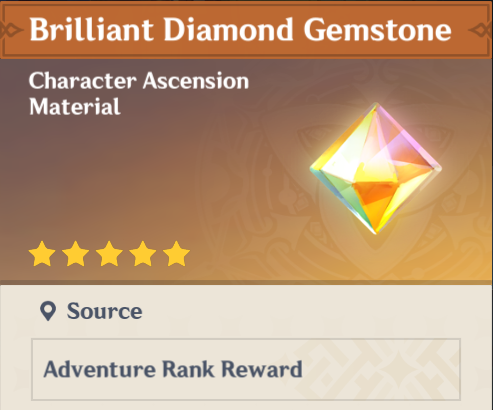 Brilliant Diamond Gemstone
Character Ascension
Material
Source
Adventure Rank Reward